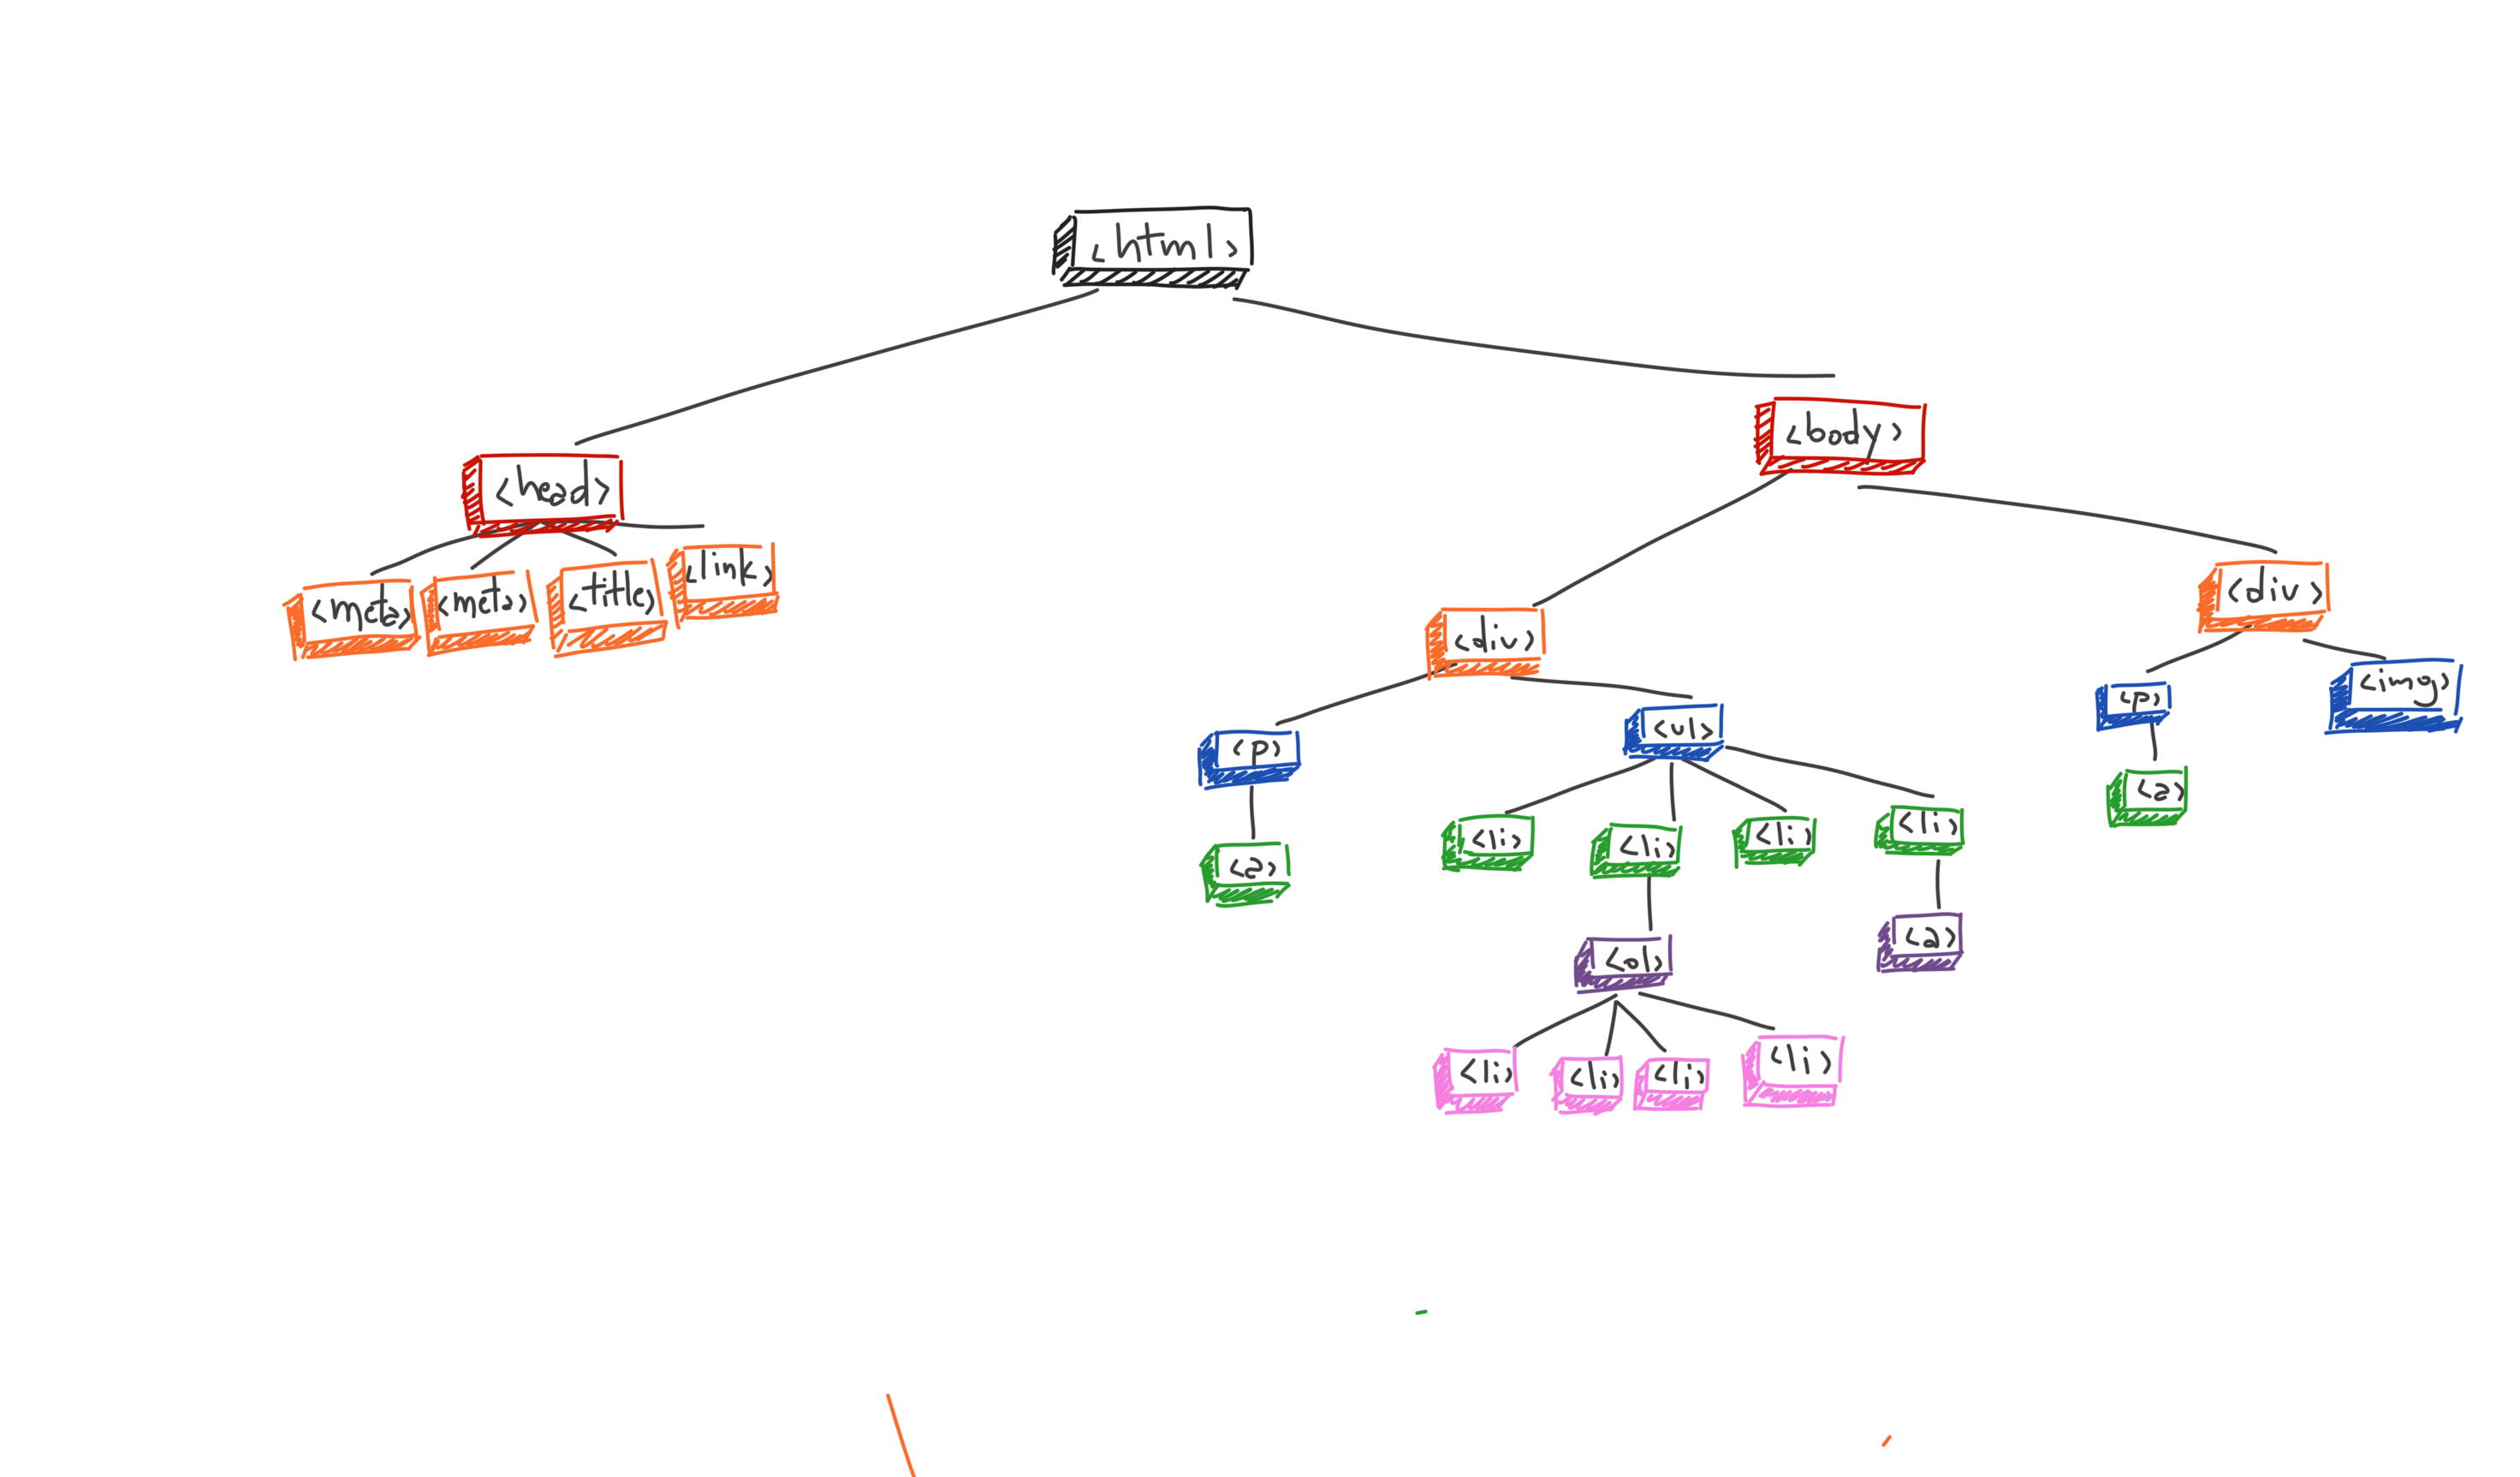 <html>
<head>
<body>
<meta>
<meta>
<title>
<link>
<div>
<div>
<p>
<ul>
<p>
<img>
<a>
<li>
<li>
<li>
<li>
<a>
<ol>
<a>
<li>
<li>
<li>
<li>